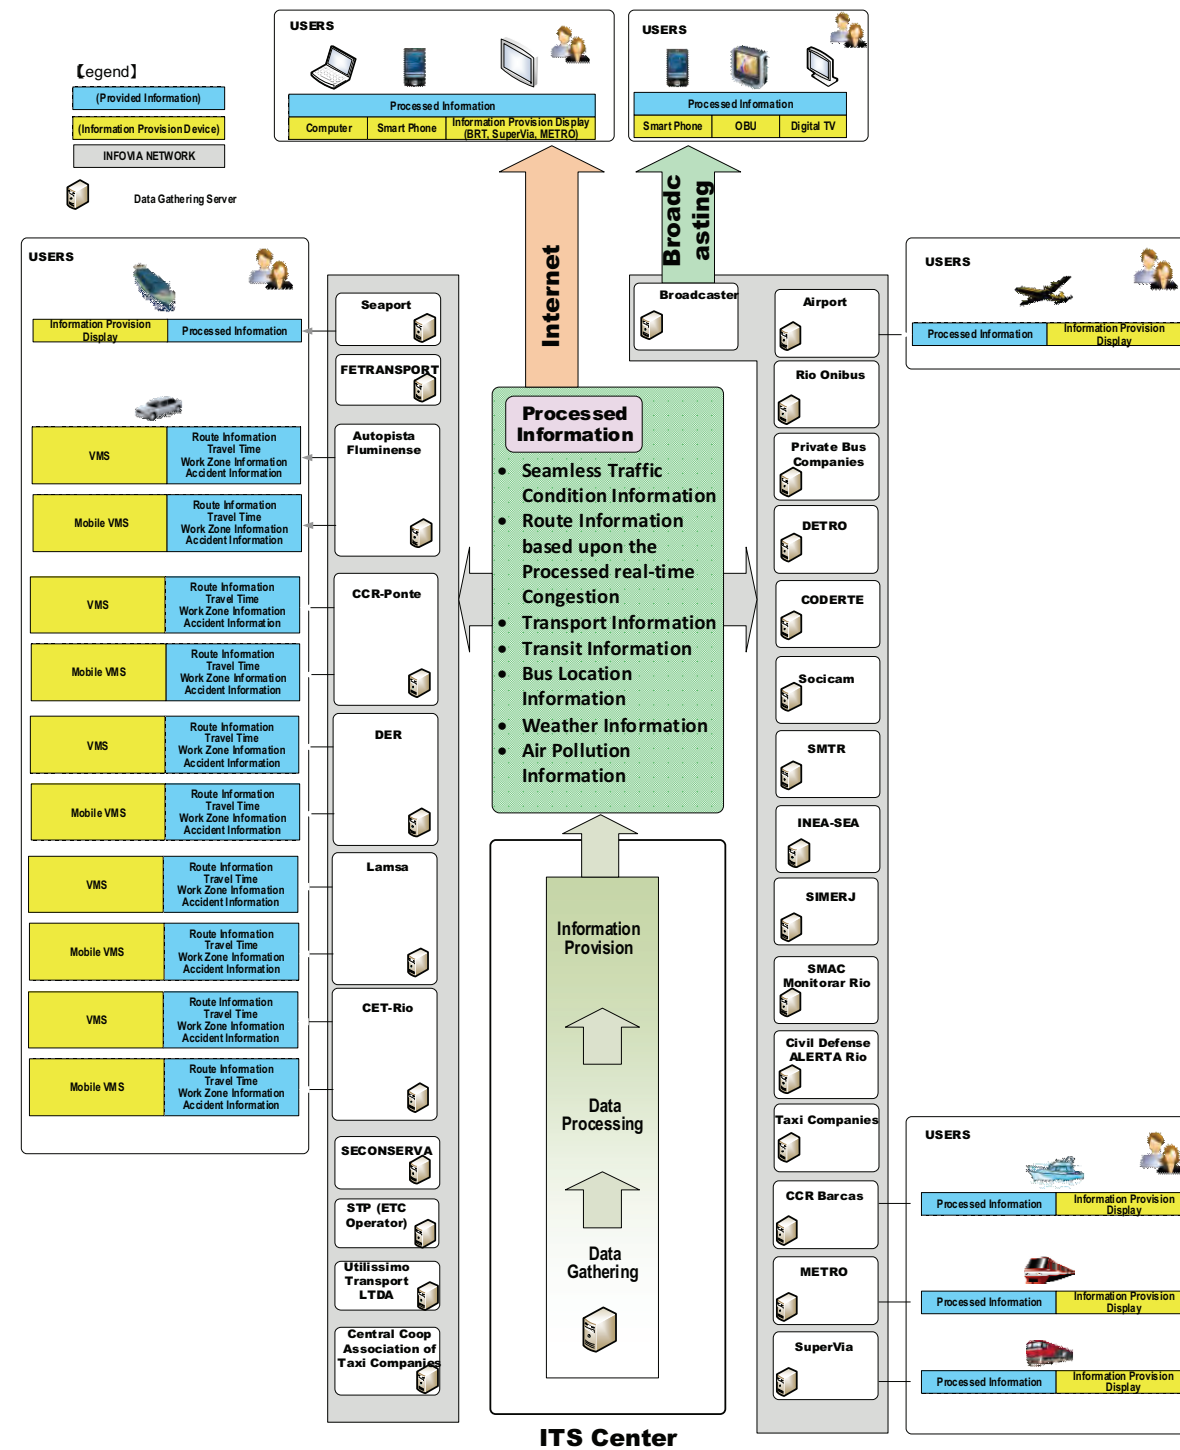 USERS
Processed Information
Computer
Smart Phone
Information Provision Display
(BRT, SuperVia, METRO)
USERS
Processed Information
Smart Phone
OBU
Digital TV
【Legend】
(Provided Information)
(Information Provision Device)
INFOVIA NETWORK
Data Gathering Server
Internet
Broadc
asting
USERS
Information Provision
Display
Processed Information
VMS
Route Information
Travel Time
Work Zone Information
Accident Information
Mobile VMS
Route Information
Travel Time
Work Zone Information
Accident Information
VMS
Route Information
Travel Time
Work Zone Information
Accident Information
Mobile VMS
Route Information
Travel Time
Work Zone Information
Accident Information
VMS
Route Information
Travel Time
Work Zone Information
Accident Information
Mobile VMS
Route Information
Travel Time
Work Zone Information
Accident Information
VMS
Route Information
Travel Time
Work Zone Information
Accident Information
Mobile VMS
Route Information
Travel Time
Work Zone Information
Accident Information
VMS
Route Information
Travel Time
Work Zone Information
Accident Information
Mobile VMS
Route Information
Travel Time
Work Zone Information
Accident Information
Seaport
FETRANSPORT
Autopista
Fluminense
CCR-Ponte
DER
Lamsa
CET-Rio
SECONSERVA
STP (ETC
Operator)
Utilissimo
Transport
LTDA
Central Coop
Association of
Taxi Companies
Processed
Information
• Seamless Traffic
Condition Information
• Route Information
based upon the
Processed real-time
Congestion
• Transport Information
• Transit Information
• Bus Location
Information
• Weather Information
• Air Pollution
Information
Information
Provision
Data
Processing
Data
Gathering
ITS Center
Broadcaster
Airport
Rio Onibus
Private Bus
Companies
DETRO
CODERTE
Socicam
SMTR
INEA-SEA
SIMERJ
SMAC
Monitorar Rio
Civil Defense
ALERTA Rio
Taxi Companies
CCR Barcas
METRO
SuperVia
USERS
Processed Information
Information Provision
Display
USERS
Processed Information
Information Provision
Display
Processed Information
Information Provision
Display
Processed Information
Information Provision
Display